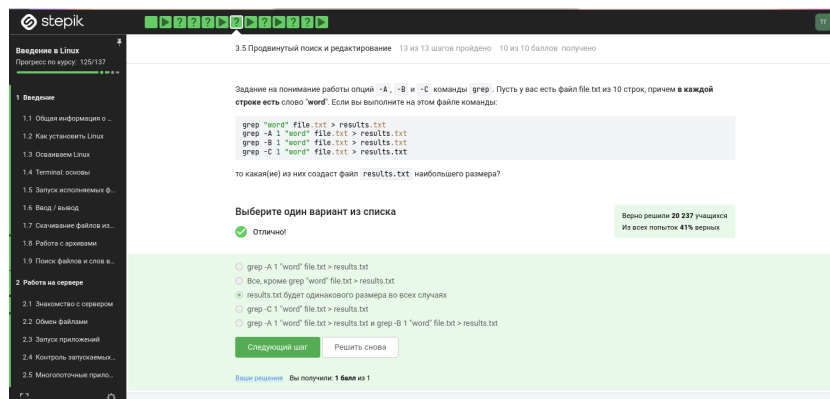 stepik
? ? ? ? ? ? ? ?
ТГ
Введение в Linux
Прогресс по курсу: 125/137
3.5 Продвинутый поиск и редактирование 13 из 13 шагов пройдено 10 из 10 баллов получено
1 Введение
1.1 Общая информация о ...
1.2 Как установить Linux
1.3 Осваиваем Linux
1.4 Terminal: основы
1.5 Запуск исполняемых ф...
1.6 Ввод / вывод
1.7 Скачивание файлов из...
1.8 Работа с архивами
1.9 Поиск файлов и слов в...
2 Работа на сервере
2.1 Знакомство с сервером
2.2 Обмен файлами
2.3 Запуск приложений
2.4 Контроль запускаемых...
2.5 Многопоточные прило...
Задание на понимание работы опций -A , -B и -C команды grep . Пусть у вас есть файл file.txt из 10 строк, причем в каждой
строке есть слово "word". Если вы выполните на этом файле команды:
grep "word" file.txt > results.txt
grep -A 1 "word" file.txt > results.txt
grep -B 1 "word" file.txt > results.txt
grep -C 1 "word" file.txt > results.txt
то какая(ие) из них создаст файл results.txt наибольшего размера?
Выберите один вариант из списка
Отлично!
Верно решили 20 237 учащихся
Из всех попыток 41% верных
grep -A 1 "word" file.txt > results.txt
Все, кроме grep "word" file.txt > results.txt
results.txt будет одинакового размера во всех случаях
grep -C 1 "word" file.txt > results.txt
grep -A 1 "word" file.txt > results.txt и grep -B 1 "word" file.txt > results.txt
Следующий шаг
Решить снова
Ваши решения Вы получили: 1 балл из 1